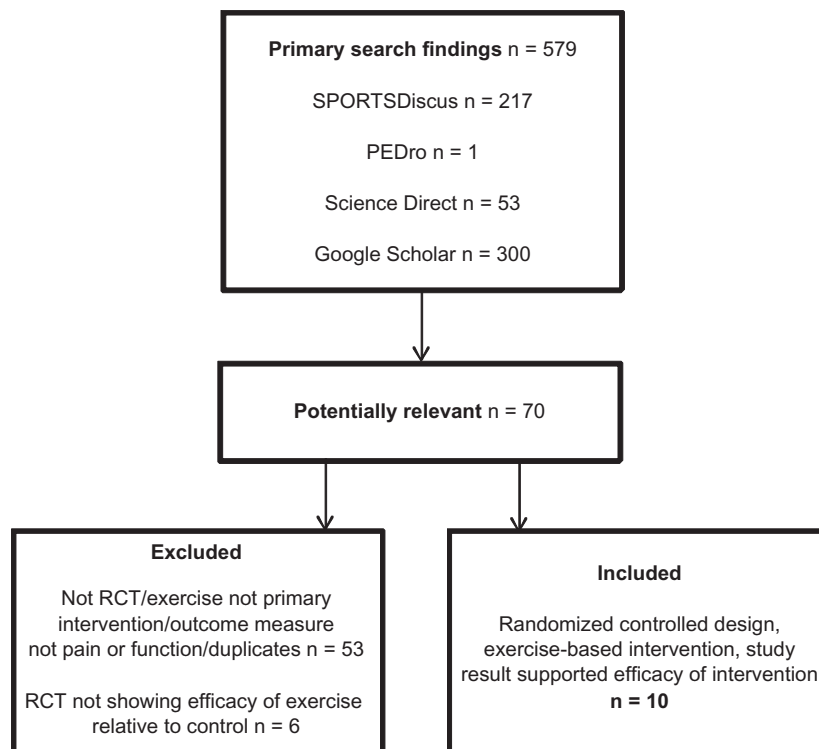 Primary search findings n = 579
SPORTSDiscus n = 217
PEDro n = 1
Science Direct n = 53
Google Scholar n = 300
Potentially relevant n = 70
Excluded
Not RCT/exercise not primary
intervention/outcome measure
not pain or function/duplicates n = 53
RCT not showing efficacy of exercise
relative to control n = 6
Included
Randomized controlled design,
exercise-based intervention, study
result supported efficacy of intervention
n = 10